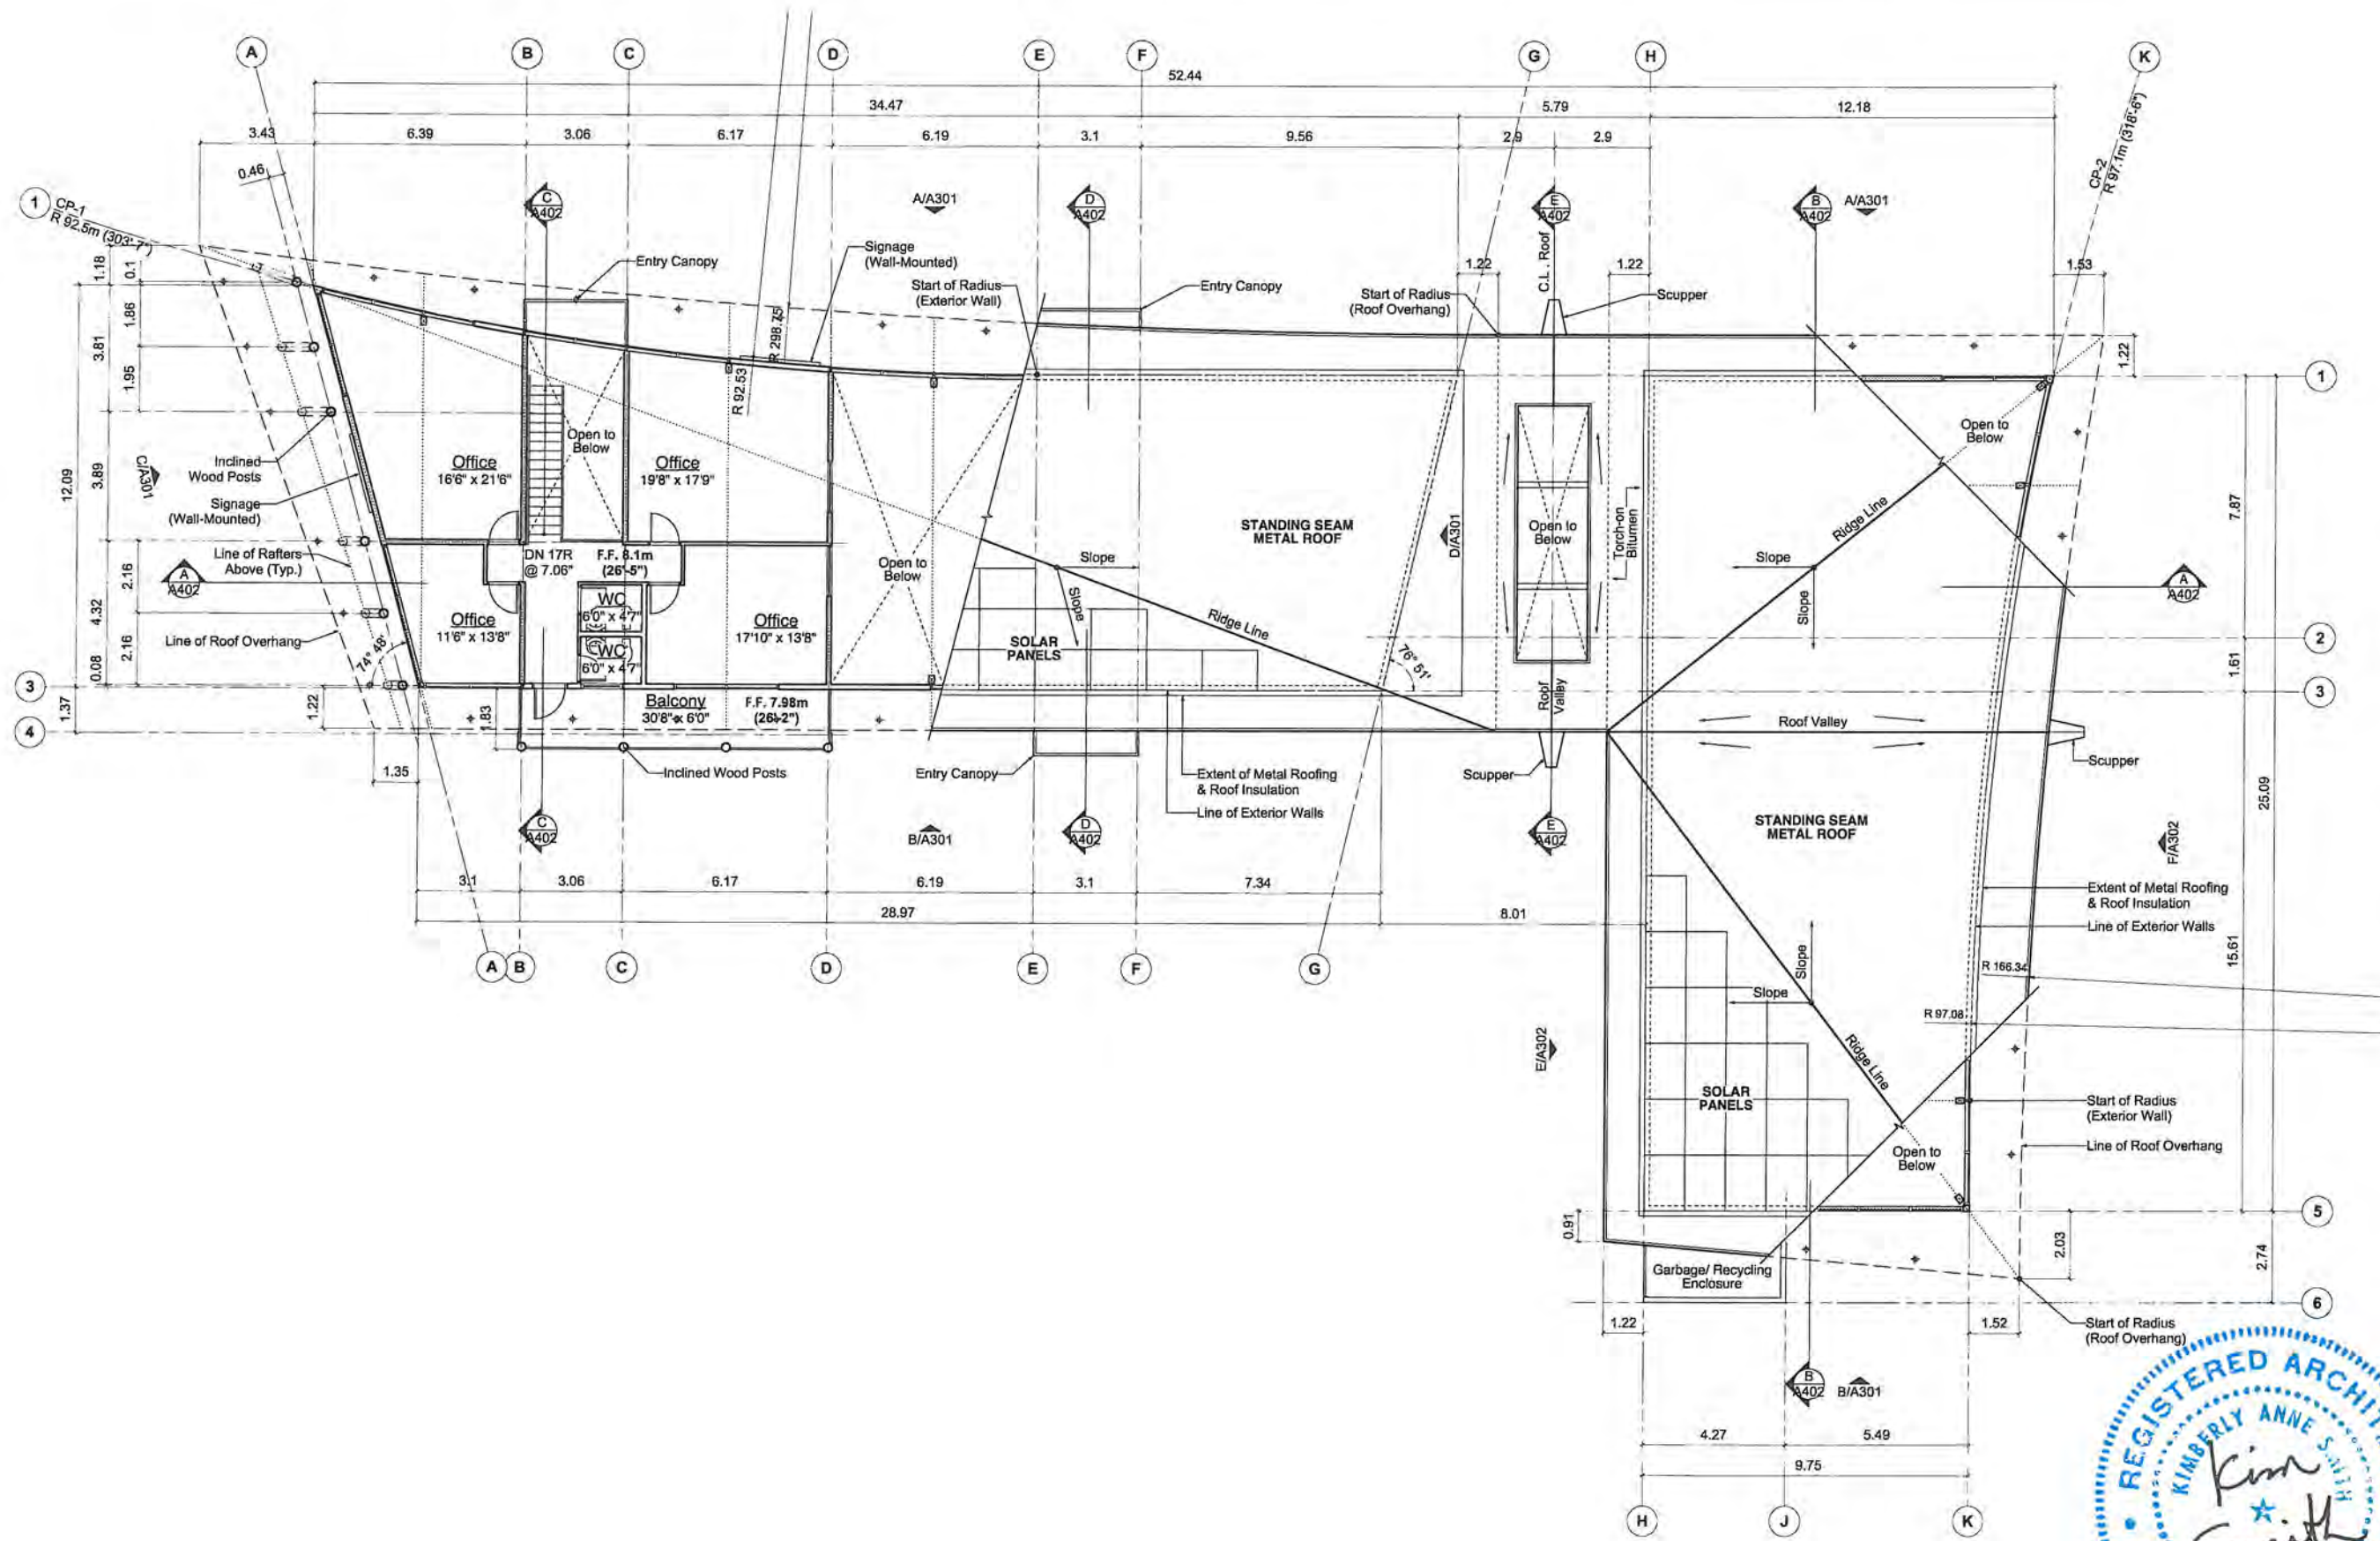 A
B
C
D
E
F
G
H
K
52.44
34.47
5.79
12.18
3.43
6.39
3.06
6.17
6.19
3.1
9.56
2.9
2.9
CP-2
R 97.1m (318'-6")
0.46
1
CP-1
R 92.5m (303'-7")
C
A402
A/A301
D
A402
E
A402
B
A402
A/A301
Entry Canopy
Signage
(Wall-Mounted)
Start of Radius
(Exterior Wall)
Entry Canopy
1.22
C.L. Roof
1.22
Start of Radius
(Roof Overhang)
Scupper
1.53
1.22
1.18
0.1
1.86
3.81
1.95
12.09
3.89
C/A301
R 298.75
R 92.53
1
Inclined
Wood Posts
Signage
(Wall-Mounted)
Line of Rafters
Above (Typ.)
A
A402
Line of Roof Overhang
Office
16'6" x 21'6"
Open to
Below
Office
19'8" x 17'9"
DN 17R
@ 7.06"
F.F. 8.1m
(26'-5")
Open to
Below
Office
11'6" x 13'8"
WC
6'0" x 4'7"
WC
6'0" x 4'7"
Office
17'10" x 13'8"
2.16
4.32
2.16
0.08
74° 48'
STANDING SEAM
METAL ROOF
Slope
Slope
Ridge Line
SOLAR
PANELS
D/A301
76° 51'
Open to
Below
Torch-on
Bitumen
Open to
Below
Ridge Line
Slope
Slope
7.87
A
A402
2
1.61
3
3
1.37
4
1.22
1.83
Balcony
30'8" x 6'0"
F.F. 7.98m
(26'-2")
Roof
Valley
Roof Valley
1.35
Inclined Wood Posts
Entry Canopy
Extent of Metal Roofing
& Roof Insulation
Line of Exterior Walls
Scupper
Scupper
25.09
C
A402
B/A301
D
A402
E
A402
STANDING SEAM
METAL ROOF
F/A302
3.1
3.06
6.17
6.19
3.1
7.34
28.97
8.01
Extent of Metal Roofing
& Roof Insulation
Line of Exterior Walls
15.61
A
B
C
D
E
F
G
Slope
Slope
R 166.34
R 97.08
E/A302
Ridge Line
SOLAR
PANELS
Start of Radius
(Exterior Wall)
Open to
Below
Line of Roof Overhang
5
0.91
2.03
2.74
Garbage/ Recycling
Enclosure
6
1.22
1.52
Start of Radius
(Roof Overhang)
B
A402
B/A301
4.27
5.49
9.75
H
J
K
REGISTERED
KIMBERLY ANNE SMITH
Kim
Smith